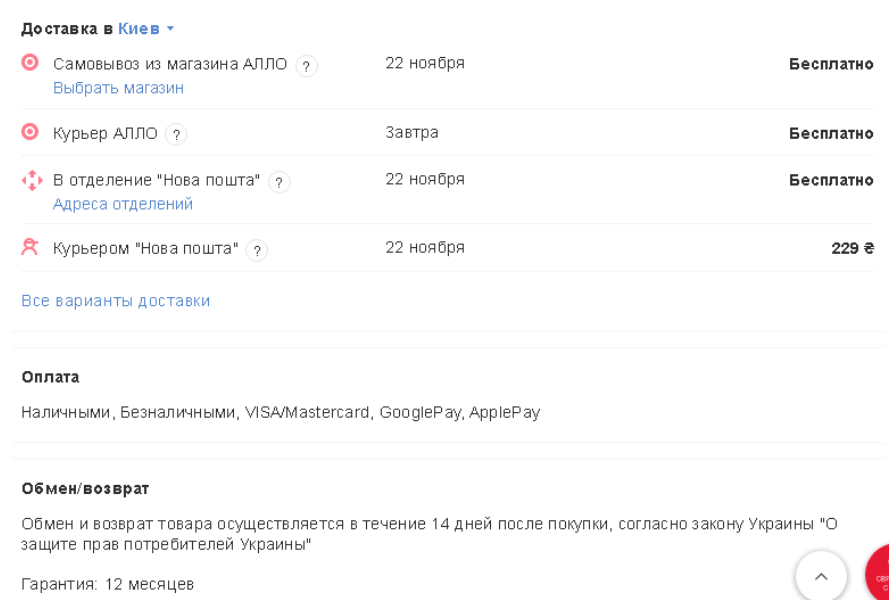 Доставка в Киев
Самовывоз из магазина АЛЛО ? 22 ноября Бесплатно
Выбрать магазин
Курьер АЛЛО ? Завтра Бесплатно
В отделение "Нова пошта" ? 22 ноября Бесплатно
Адреса отделений
Курьером "Нова пошта" ? 22 ноября 229 ₴
Все варианты доставки
Оплата
Наличными, Безналичными, VISA/Mastercard, GooglePay, ApplePay
Обмен/возврат
Обмен и возврат товара осуществляется в течение 14 дней после покупки, согласно закону Украины "О
защите прав потребителей Украины"
Гарантия: 12 месяцев